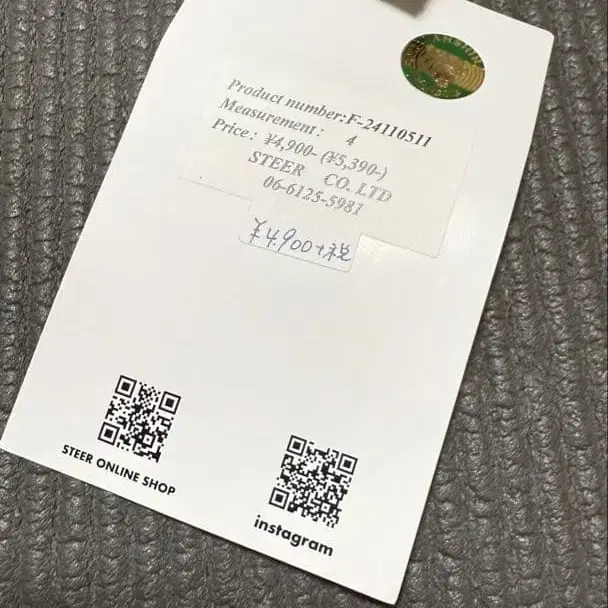 Product number:F-24110511
Measurement : 4
Price : ¥4,900- (¥5,390-)
STEER CO. LTD
06-6125-5981
¥4.900+税
STEER ONLINE SHOP
instagram